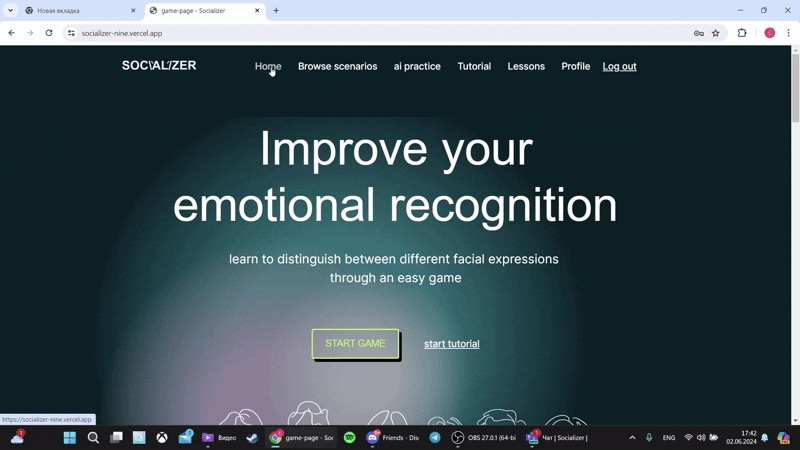 Новая вкладка
game-page - Socializer
socializer-nine.vercel.app
SOCIALIZER
Home
Browse scenarios
ai practice
Tutorial
Lessons
Profile
Log out
Improve your
emotional recognition
learn to distinguish between different facial expressions
through an easy game
START GAME
start tutorial
https://socializer-nine.vercel.app
Видео
game-page - Soc
Friends - Dis
OBS 27.0.1 (64-bi
Чат | Socializer |
ENG
17:42
02.06.2024